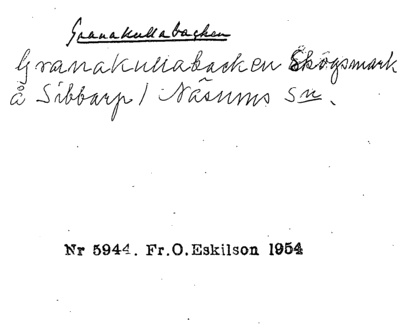 Granakullabacken
Granakullabacken Skogsmark
å Sibbarp / Näsums sn.
Nr 5944. Fr.O.Eskilson 1954